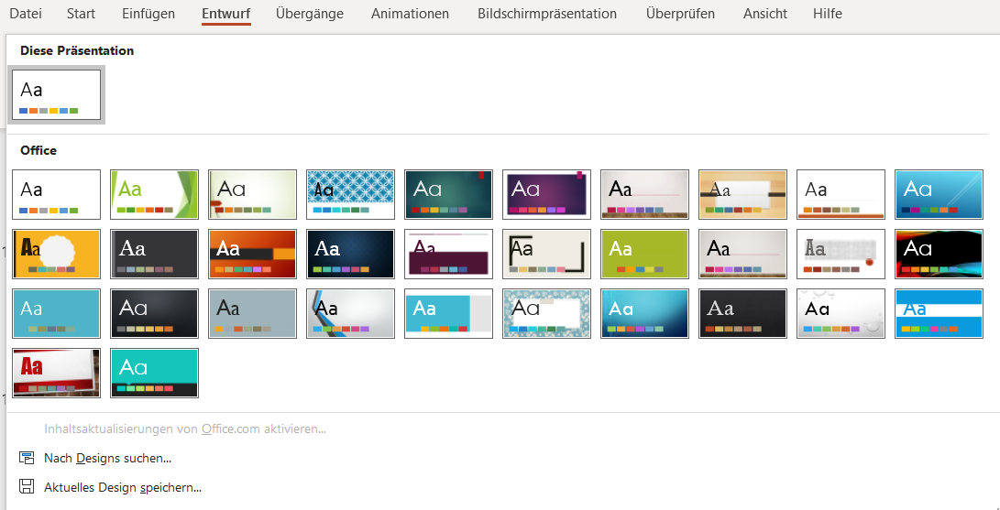 Datei Start Einfügen Entwurf Übergänge Animationen Bildschirmpräsentation Überprüfen Ansicht Hilfe
Diese Präsentation
Aa
Office
Aa Aa Aa Aa Aa Aa Aa Aa Aa Aa
Aa Aa Aa Aa Aa Aa Aa Aa Aa Aa
Aa Aa Aa Aa Aa Aa Aa Aa Aa Aa
Aa Aa
Inhaltsaktualisierungen von Office.com aktivieren...
Nach Designs suchen...
Aktuelles Design speichern...